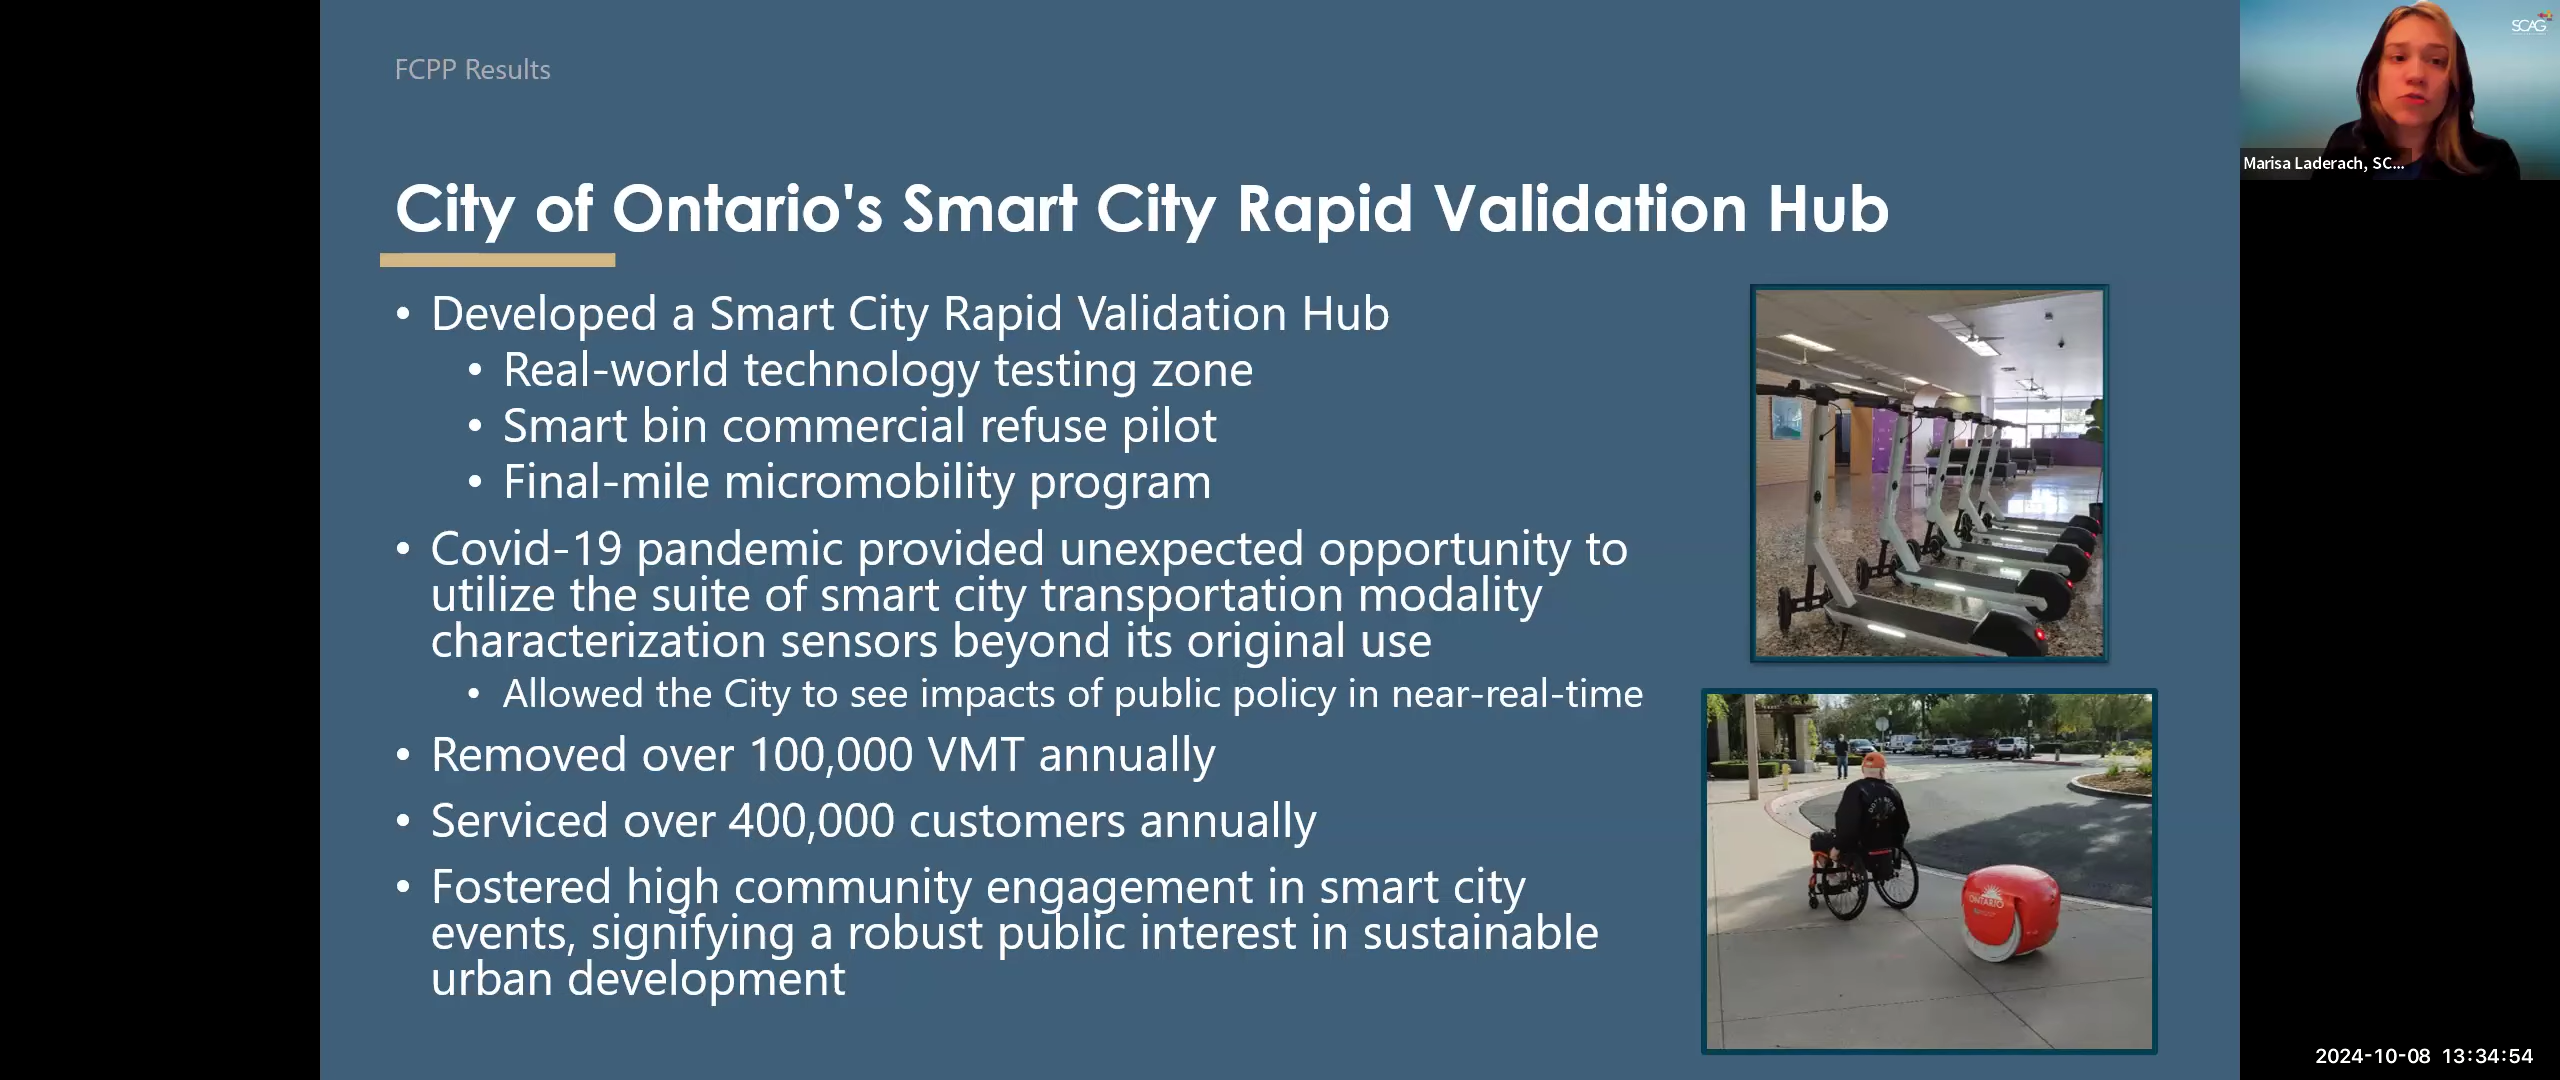 FCPP Results
City of Ontario's Smart City Rapid Validation Hub
• Developed a Smart City Rapid Validation Hub
• Real-world technology testing zone
• Smart bin commercial refuse pilot
• Final-mile micromobility program
• Covid-19 pandemic provided unexpected opportunity to
utilize the suite of smart city transportation modality
characterization sensors beyond its original use
• Allowed the City to see impacts of public policy in near-real-time
• Removed over 100,000 VMT annually
• Serviced over 400,000 customers annually
• Fostered high community engagement in smart city
events, signifying a robust public interest in sustainable
urban development
ONTARIO
SCAG
Marisa Laderach, SC...
2024-10-08 13:34:54